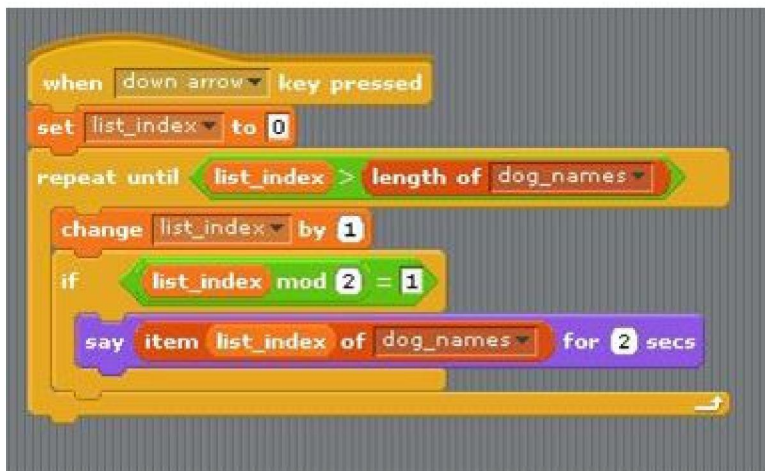 when down arrow key pressed
set list_index to 0
repeat until list_index > length of dog_names
change list_index by 1
if list_index mod 2 = 1
say item list_index of dog_names for 2 secs